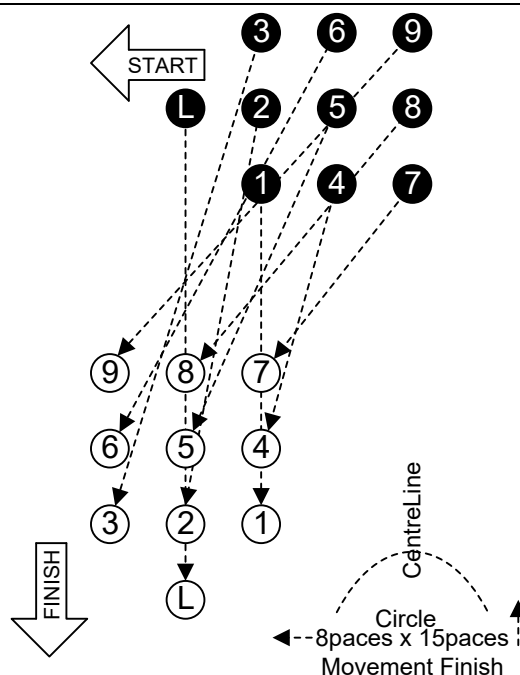 3 6 9
START
L 2 5 8
1 4 7
9 8 7
6 5 4
3 2 1
L
FINISH
CentreLine
Circle
8paces x 15paces
Movement Finish